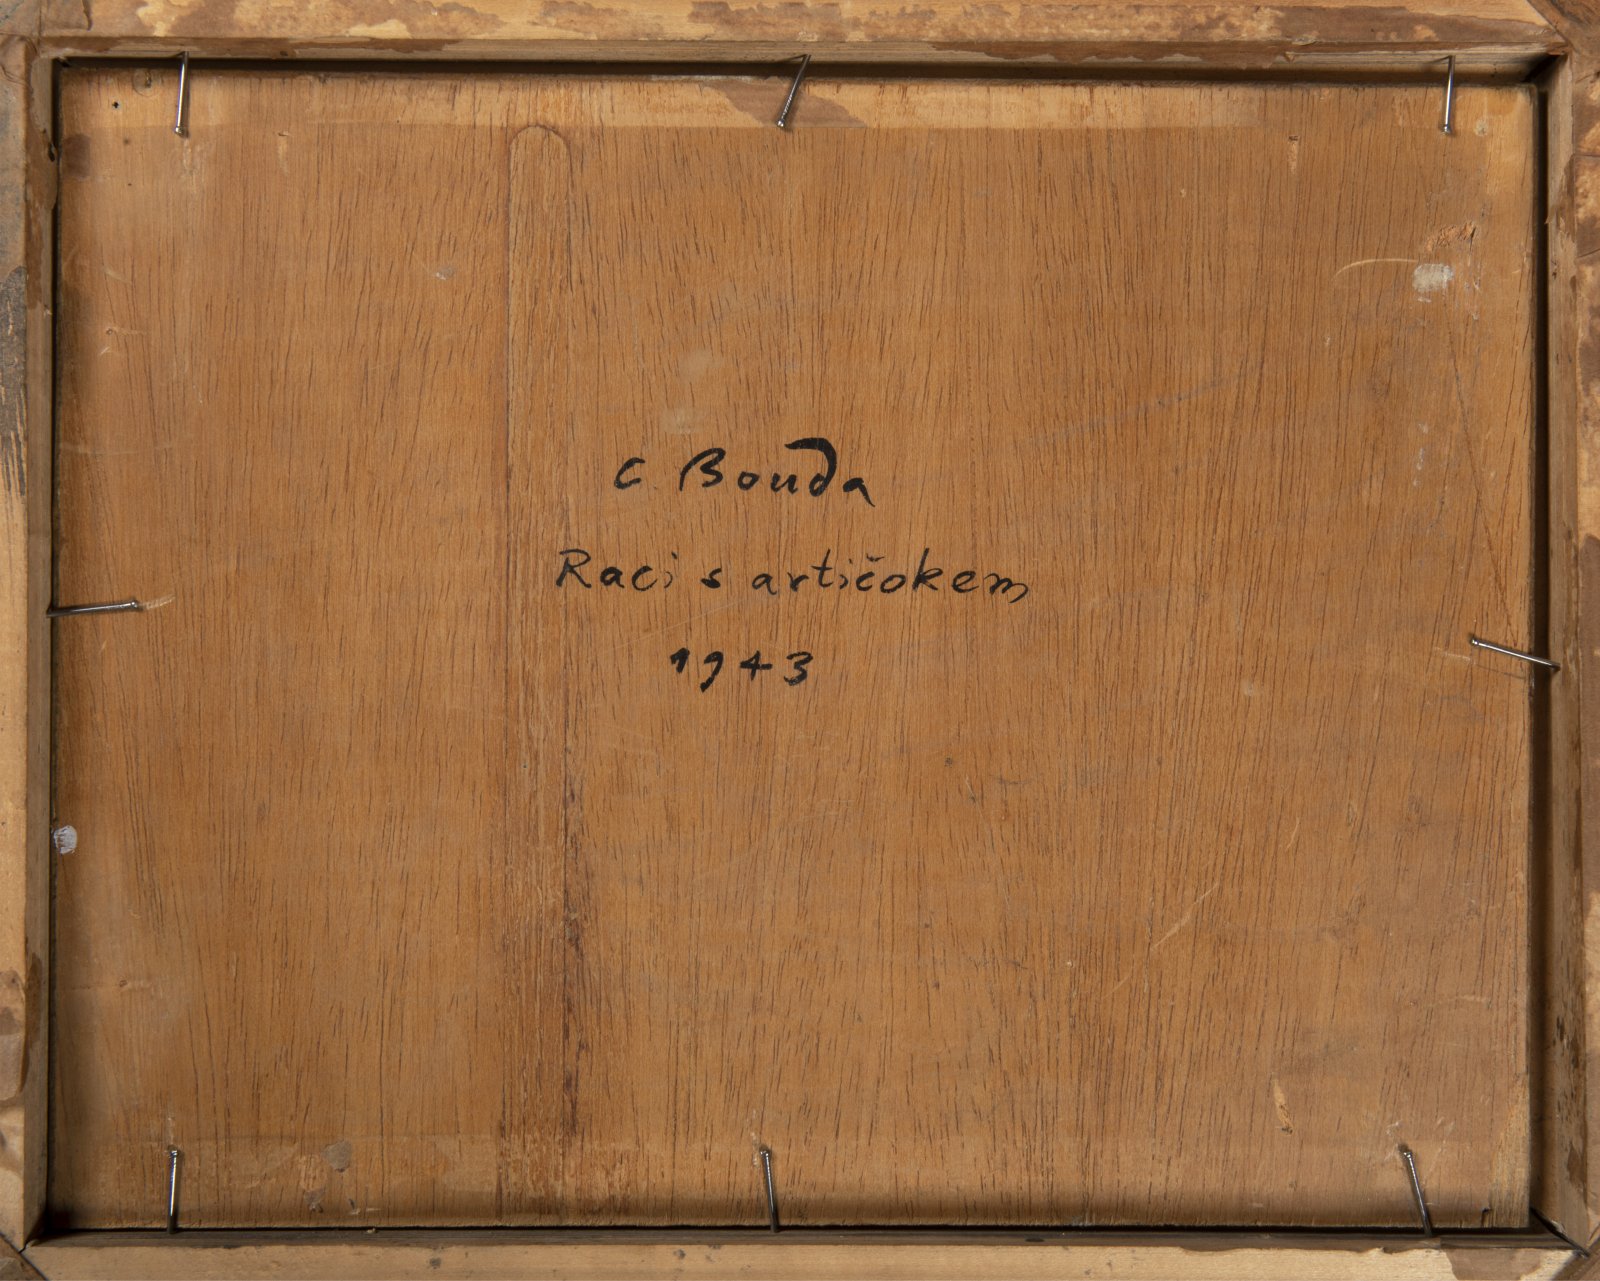 C. Bouda
Raci s artičokem
1943